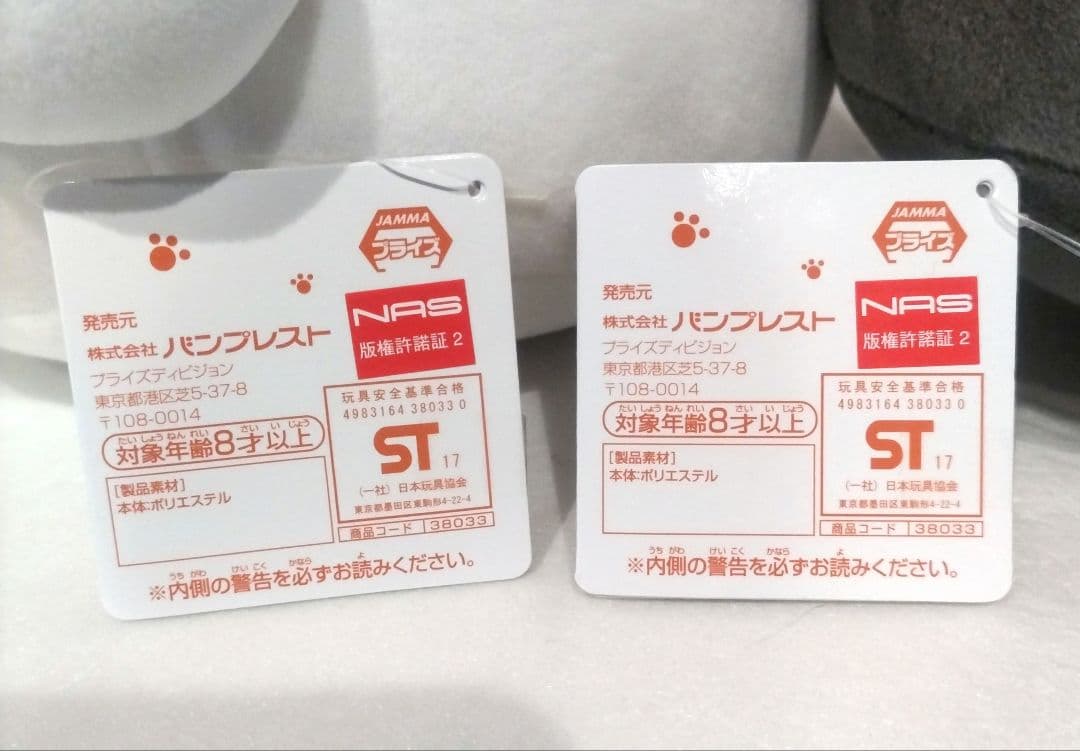 JAMMA
プライズ
NAS
版権許諾証2
発売元
株式会社 バンプレスト
プライズディビジョン
東京都港区芝5-37-8
〒108-0014
たいしょうねんれい さい いじょう
対象年齢8才以上
[製品素材]
本体:ポリエステル
玩具安全基準合格
4983164 38033 0
ST 17
(一社) 日本玩具協会
東京都墨田区東駒形4-22-4
商品コード 38033
うちがわ けいこく かなら よ
※内側の警告を必ずお読みください。
JAMMA
プライズ
NAS
版権許諾証2
発売元
株式会社 バンプレスト
プライズディビジョン
東京都港区芝5-37-8
〒108-0014
たいしょうねんれい さい いじょう
対象年齢8才以上
[製品素材]
本体:ポリエステル
玩具安全基準合格
4983164 38033 0
ST 17
(一社) 日本玩具協会
東京都墨田区東駒形4-22-4
商品コード 38033
うちがわ けいこく かなら よ
※内側の警告を必ずお読みください。